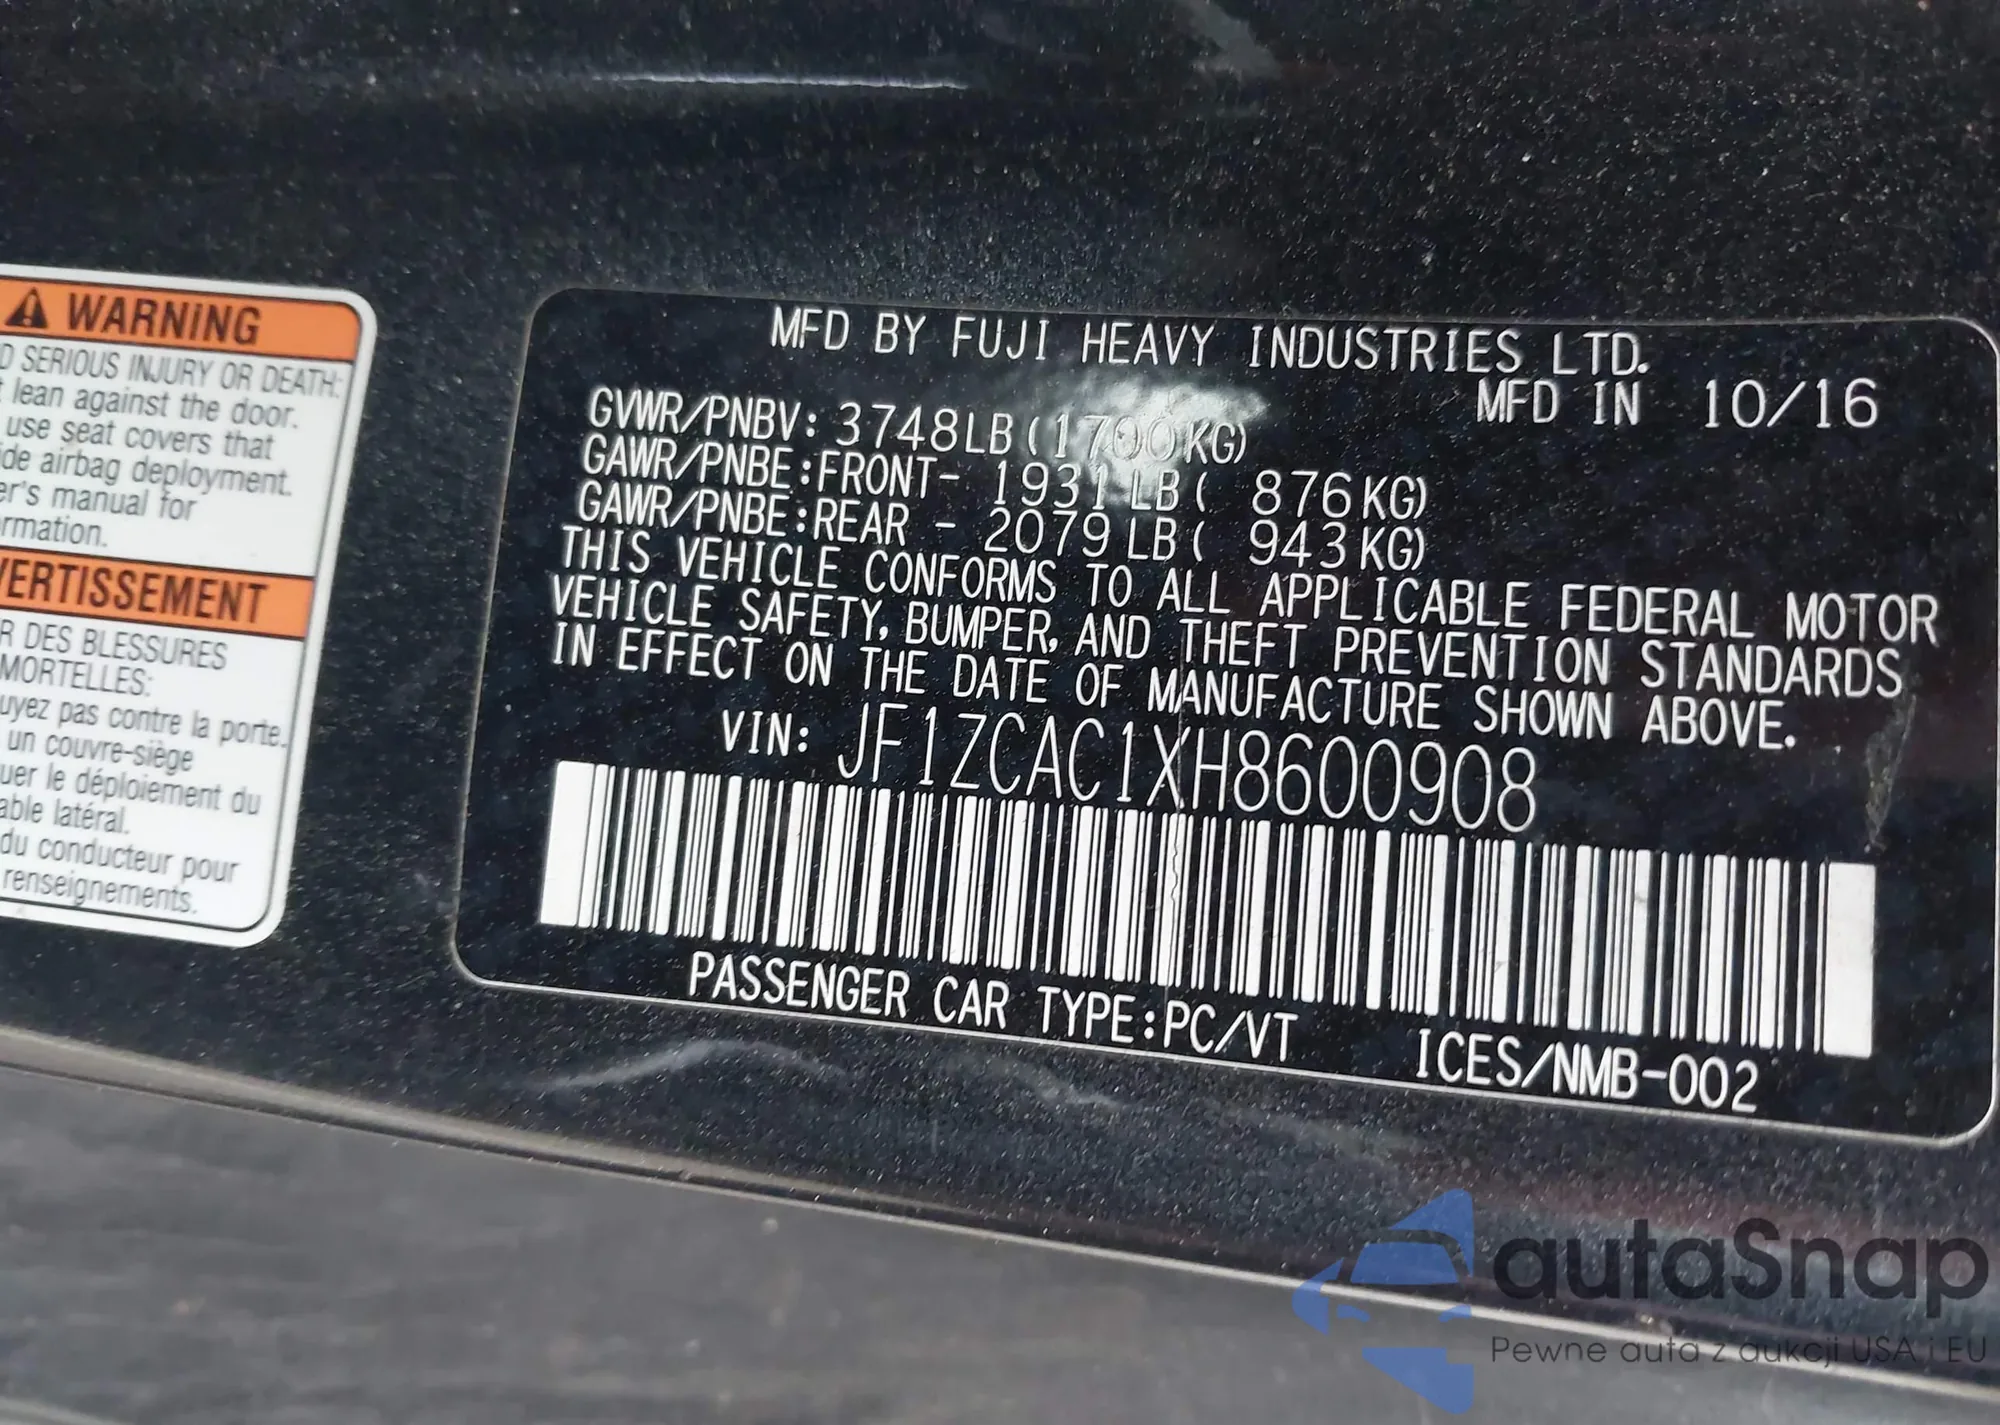 WARNING
D SERIOUS INJURY OR DEATH:
lean against the door.
use seat covers that
ide airbag deployment.
er's manual for
rmation.
VERTISSEMENT
R DES BLESSURES
MORTELLES:
uyez pas contre la porte.
un couvre-siège
uer le déploiement du
able latéral.
du conducteur pour
renseignements.
MFD BY FUJI HEAVY INDUSTRIES LTD.
MFD IN 10/16
GVWR/PNBV: 3748LB(1700KG)
GAWR/PNBE:FRONT- 1931LB( 876KG)
GAWR/PNBE:REAR - 2079LB( 943KG)
THIS VEHICLE CONFORMS TO ALL APPLICABLE FEDERAL MOTOR
VEHICLE SAFETY, BUMPER, AND THEFT PREVENTION STANDARDS
IN EFFECT ON THE DATE OF MANUFACTURE SHOWN ABOVE.
VIN: JF1ZCAC1XH8600908
PASSENGER CAR TYPE:PC/VT ICES/NMB-002
autaSnap
Pewne auta z aukcji USA i EU